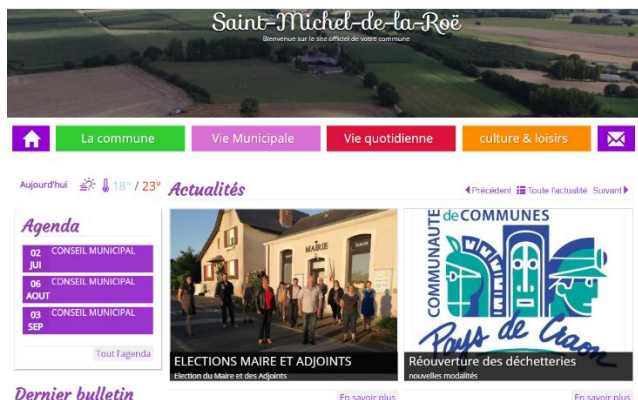 Saint-Michel-de-la-Roë
Bienvenue sur le site officiel de votre commune
La commune
Vie Municipale
Vie quotidienne
culture & loisirs
Aujourd'hui
18° / 23°
Actualités
Précédent
Toute l'actualité
Suivant
Agenda
02 JUI
CONSEIL MUNICIPAL
06 AOUT
CONSEIL MUNICIPAL
03 SEP
CONSEIL MUNICIPAL
Tout l'agenda
MAIRIE
ELECTIONS MAIRE ET ADJOINTS
Election du Maire et des Adjoints
En savoir plus
COMMUNAUTE de COMMUNES
Pays de Craon
Réouverture des déchetteries
nouvelles modalités
En savoir plus
Dernier bulletin